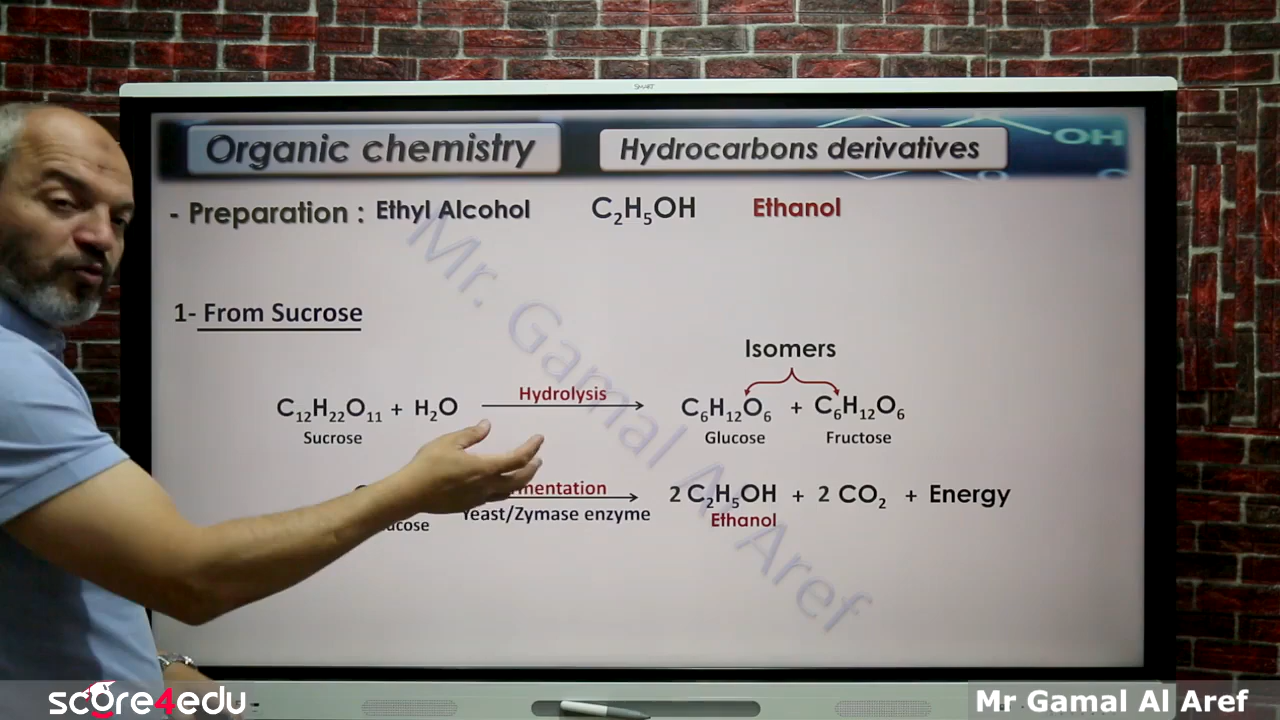 SMART
Organic chemistry
Hydrocarbons derivatives
OH
- Preparation : Ethyl Alcohol C₂H₅OH Ethanol
1- From Sucrose
Isomers
Hydrolysis
C₁₂H₂₂O₁₁ + H₂O → C₆H₁₂O₆ + C₆H₁₂O₆
Sucrose Glucose Fructose
mentation
→ 2 C₂H₅OH + 2 CO₂ + Energy
ucose Yeast/Zymase enzyme Ethanol
Mr. Gamal Al Aref
score4edu
Mr Gamal Al Aref